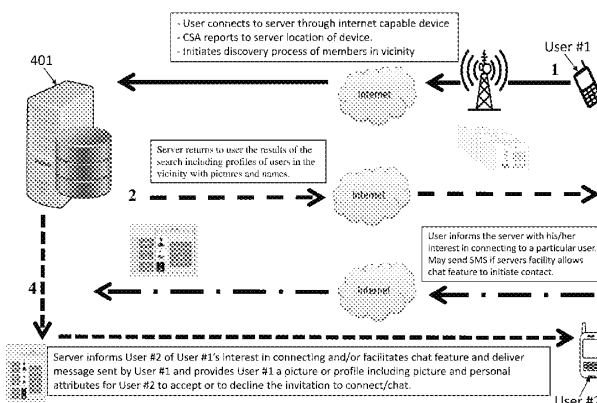 - User connects to server through internet capable device
- CSA reports to server location of device.
- Initiates discovery process of members in vicinity
401
User #1
1
Internet
Server returns to user the results of the
search including profiles of users in the
vicinity with pictures and names.
2
Internet
User informs the server with his/her
interest in connecting to a particular user.
May send SMS if servers facility allows
chat feature to initiate contact.
4
Internet
Server informs User #2 of User #1's interest in connecting and/or facilitates chat feature and deliver
message sent by User #1 and provides User #1 a picture or profile including picture and personal
attributes for User #2 to accept or to decline the invitation to connect/chat.
User #2